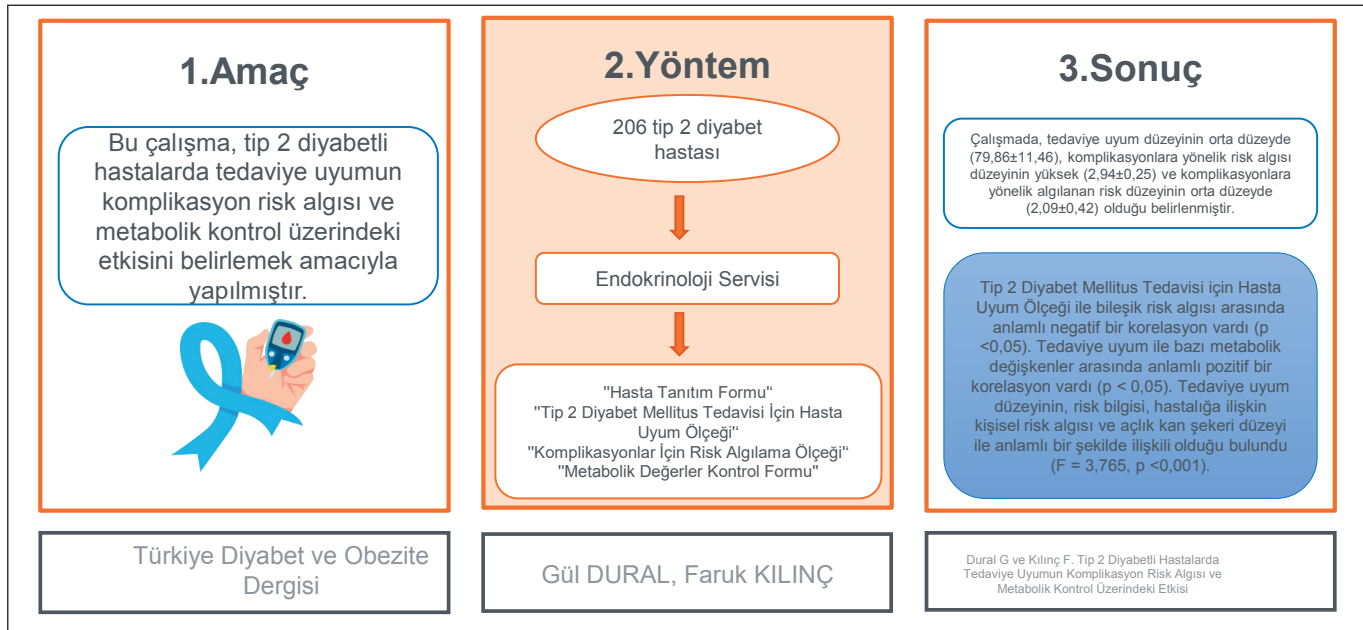 1.Amaç
Bu çalışma, tip 2 diyabetli
hastalarda tedaviye uyumun
komplikasyon risk algısı ve
metabolik kontrol üzerindeki
etkisini belirlemek amacıyla
yapılmıştır.
Türkiye Diyabet ve Obezite
Dergisi
2.Yöntem
206 tip 2 diyabet
hastası
Endokrinoloji Servisi
"Hasta Tanıtım Formu"
"Tip 2 Diyabet Mellitus Tedavisi İçin Hasta
Uyum Ölçeği"
"Komplikasyonlar İçin Risk Algılama Ölçeği"
"Metabolik Değerler Kontrol Formu"
Gül DURAL, Faruk KILINÇ
3.Sonuç
Çalışmada, tedaviye uyum düzeyinin orta düzeyde
(79,86±11,46), komplikasyonlara yönelik risk algısı
düzeyinin yüksek (2,94±0,25) ve komplikasyonlara
yönelik algılanan risk düzeyinin orta düzeyde
(2,09±0,42) olduğu belirlenmiştir.
Tip 2 Diyabet Mellitus Tedavisi için Hasta
Uyum Ölçeği ile bileşik risk algısı arasında
anlamlı negatif bir korelasyon vardı (p
<0,05). Tedaviye uyum ile bazı metabolik
değişkenler arasında anlamlı pozitif bir
korelasyon vardı (p < 0,05). Tedaviye uyum
düzeyinin, risk bilgisi, hastalığa ilişkin
kişisel risk algısı ve açlık kan şekeri düzeyi
ile anlamlı bir şekilde ilişkili olduğu bulundu
(F = 3,765, p <0,001).
Dural G ve Kılınç F. Tip 2 Diyabetli Hastalarda
Tedaviye Uyumun Komplikasyon Risk Algısı ve
Metabolik Kontrol Üzerindeki Etkisi